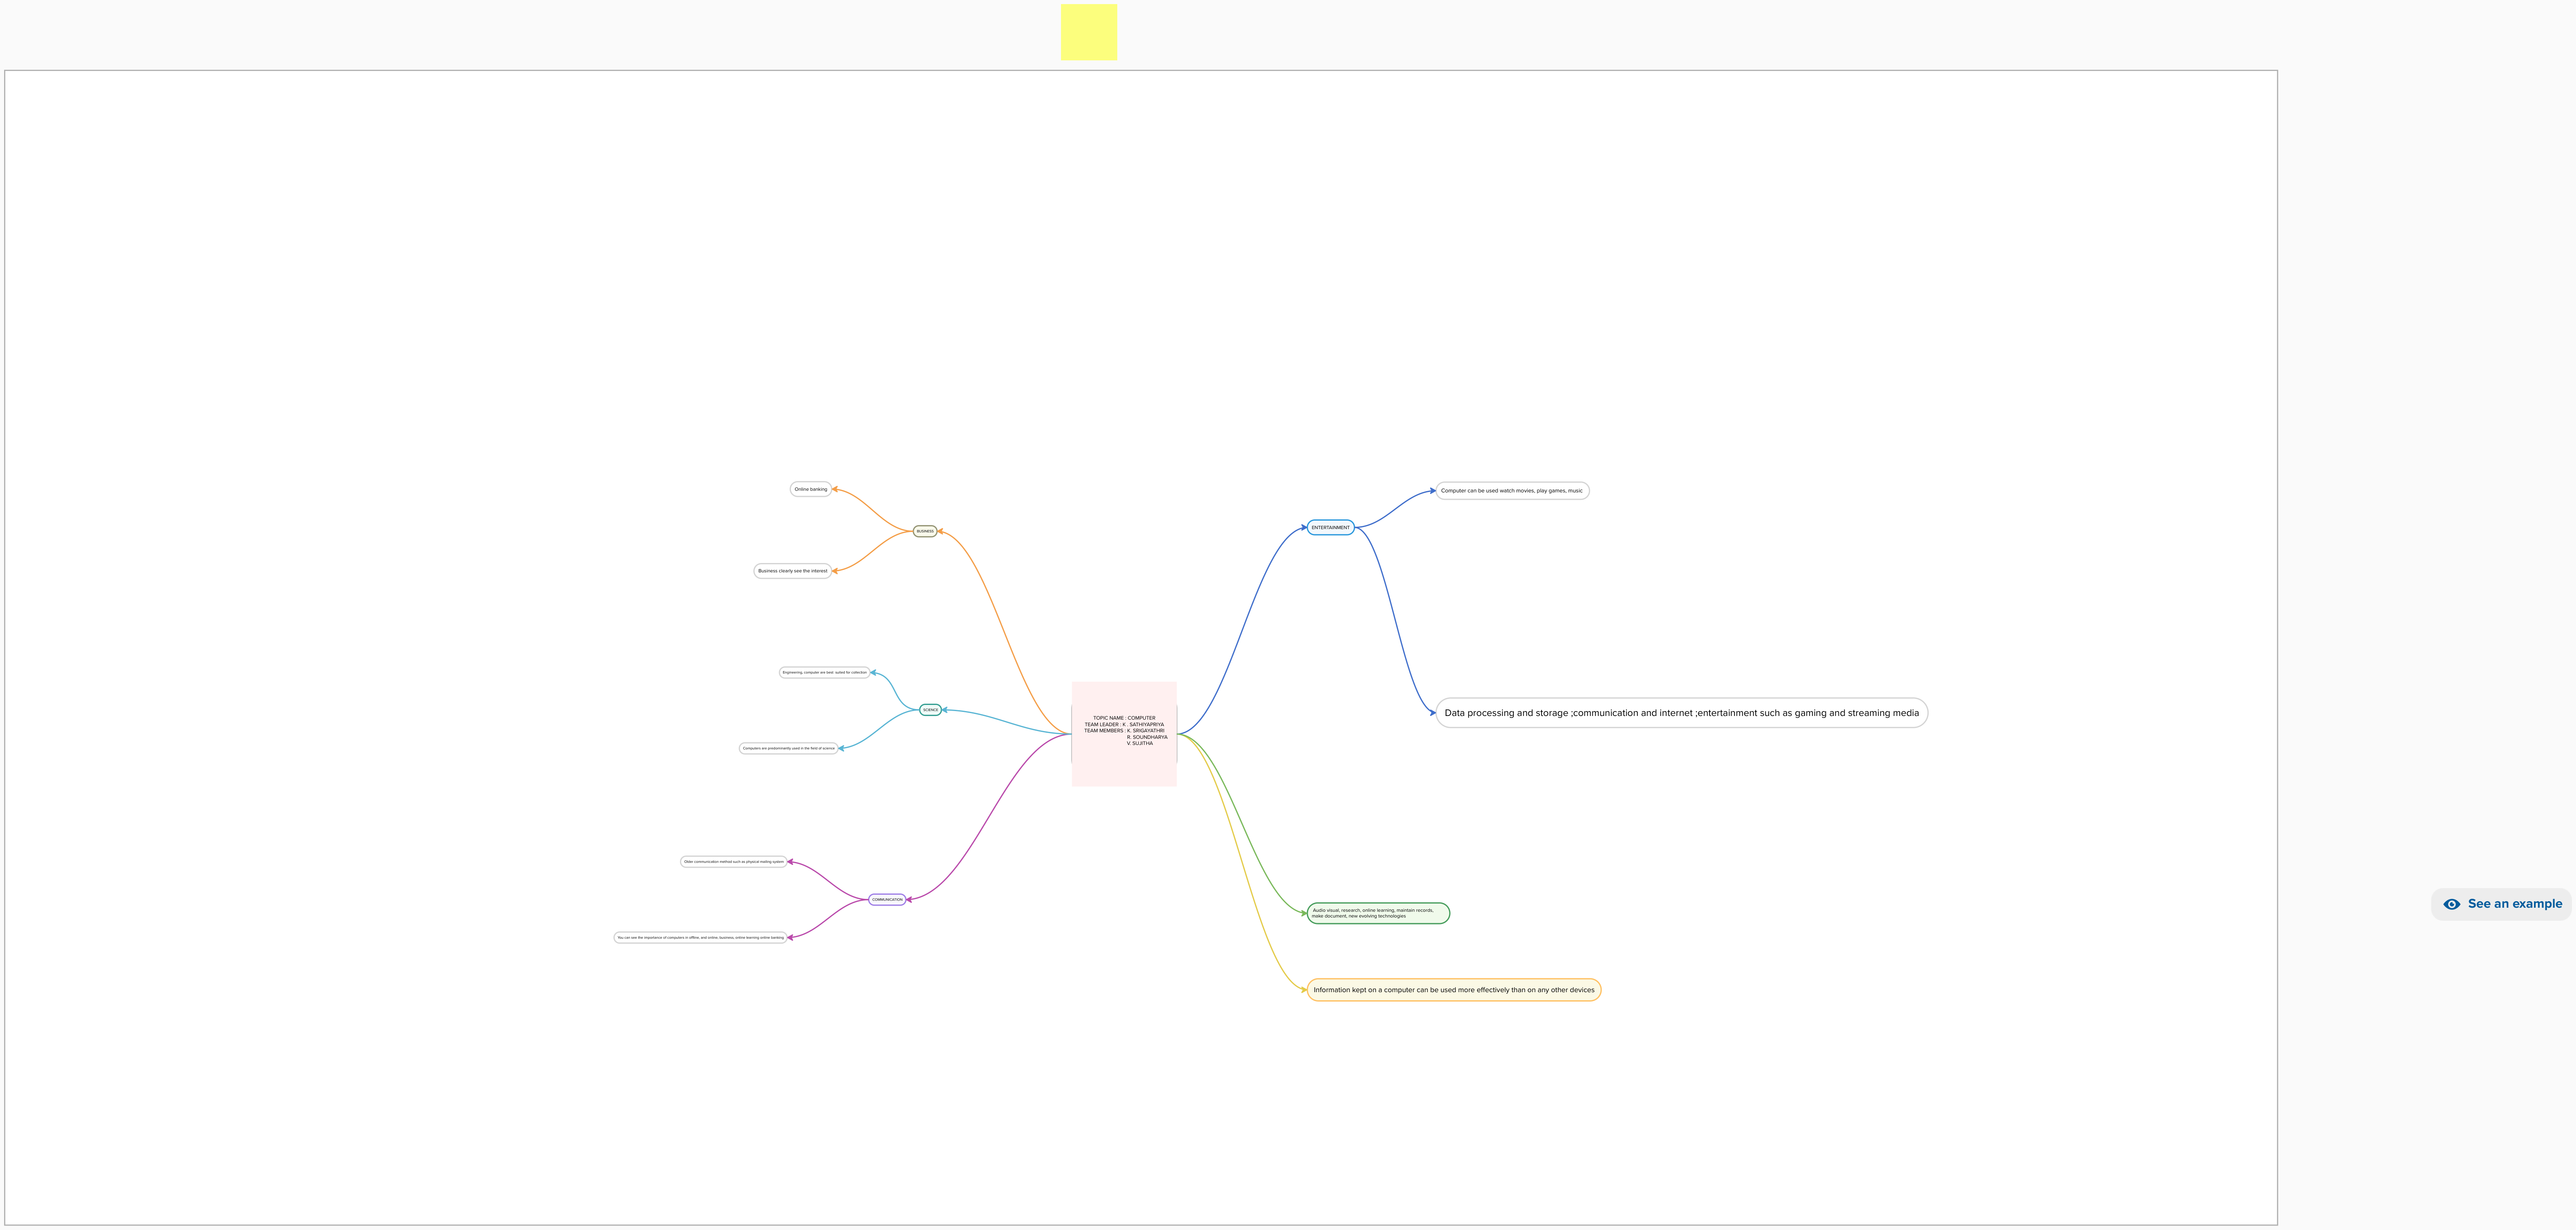 Online banking
BUSINESS
Business clearly see the interest
Engineering, computer are best suited for collection
SCIENCE
Computers are predominantly used in the field of science
Older communication method such as physical mailing system
COMMUNICATION
You can see the importance of computers in offline, and online; business, online learning online banking
TOPIC NAME : COMPUTER
TEAM LEADER : K . SATHIYAPRIYA
TEAM MEMBERS : K. SRIGAYATHRI
R. SOUNDHARYA
V. SUJITHA
Computer can be used watch movies, play games, music
ENTERTAINMENT
Data processing and storage ;communication and internet ;entertainment such as gaming and streaming media
Audio visual, research, online learning, maintain records,
make document, new evolving technologies
Information kept on a computer can be used more effectively than on any other devices
See an example